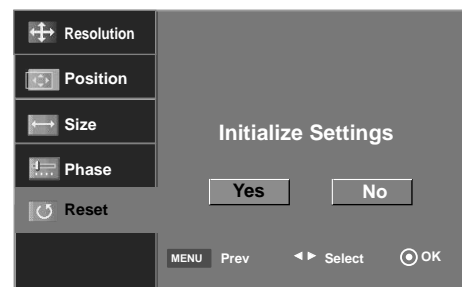 Resolution
Position
Size
Phase
Reset
Initialize Settings
Yes No
MENU Prev Select OK